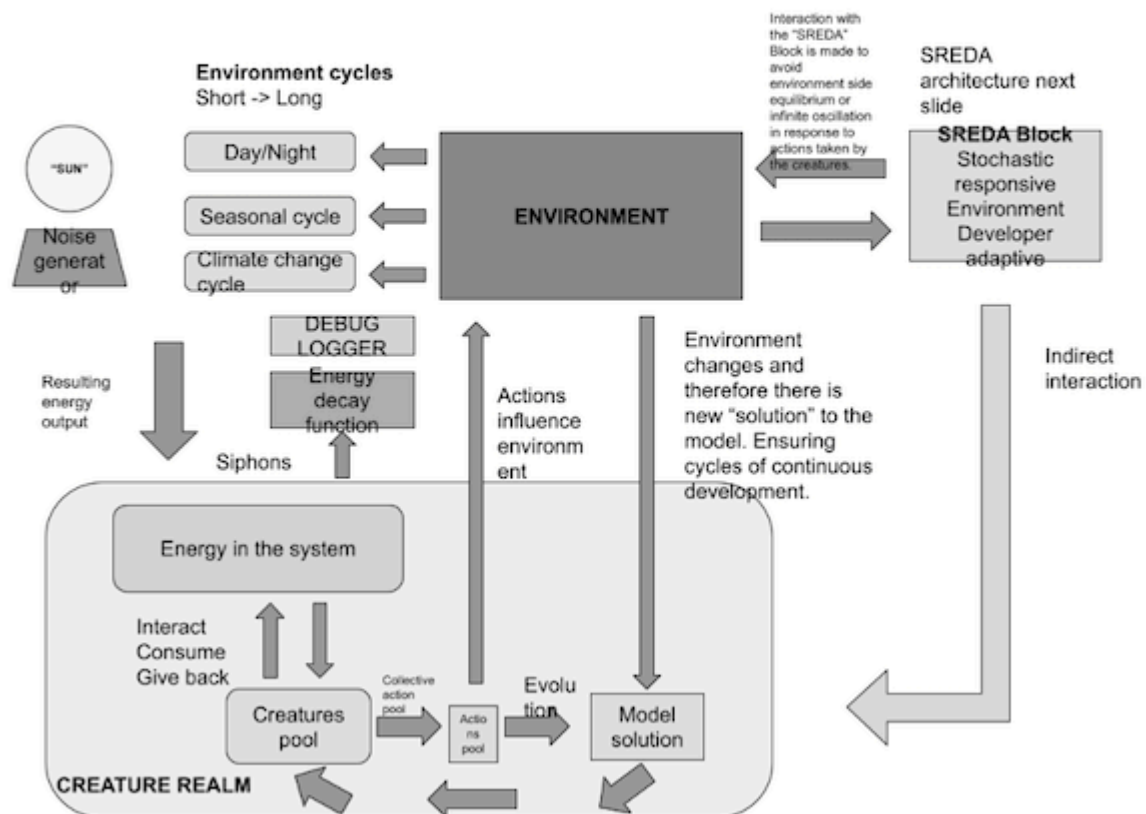 Interaction with
the "SREDA"
Block is made to
avoid
environment side
equilibrium or
infinite oscillation
in response to
actions taken by
the creatures.
SREDA
architecture next
slide
Environment cycles
Short -> Long
"SUN"
Noise
generat
or
Day/Night
Seasonal cycle
Climate change
cycle
ENVIRONMENT
SREDA Block
Stochastic
responsive
Environment
Developer
adaptive
DEBUG
LOGGER
Energy
decay
function
Resulting
energy
output
Siphons
Actions
influence
environm
ent
Environment
changes and
therefore there is
new “solution” to the
model. Ensuring
cycles of continuous
development.
Indirect
interaction
Energy in the system
Interact
Consume
Give back
Creatures
pool
Collective
action
pool
Actio
ns
pool
Evolu
tion
Model
solution
CREATURE REALM